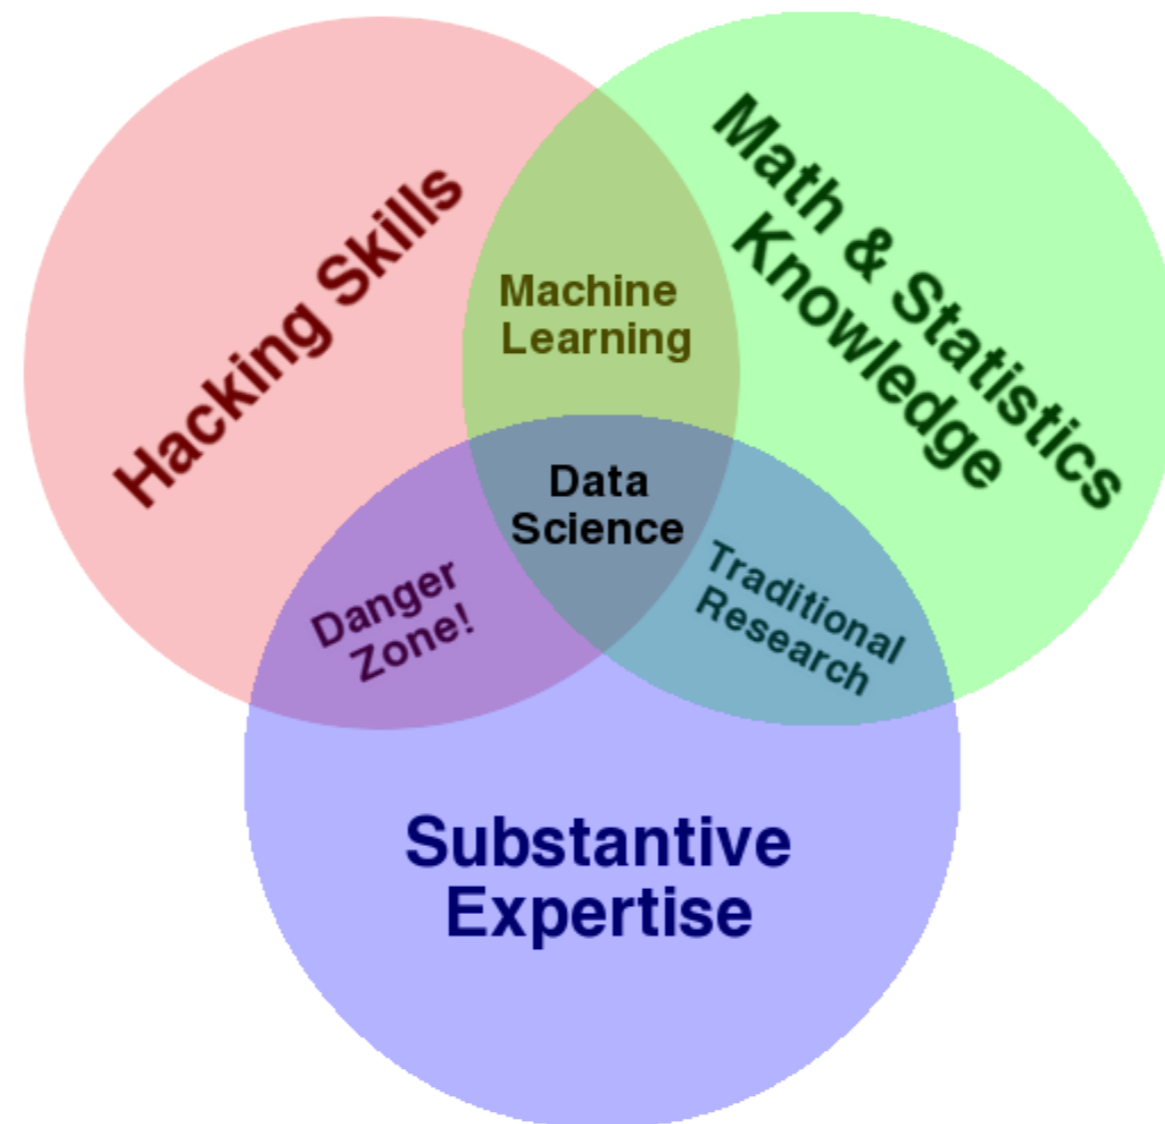 Hacking Skills
Math & Statistics
Knowledge
Machine
Learning
Data
Science
Danger
Zone!
Traditional
Research
Substantive
Expertise